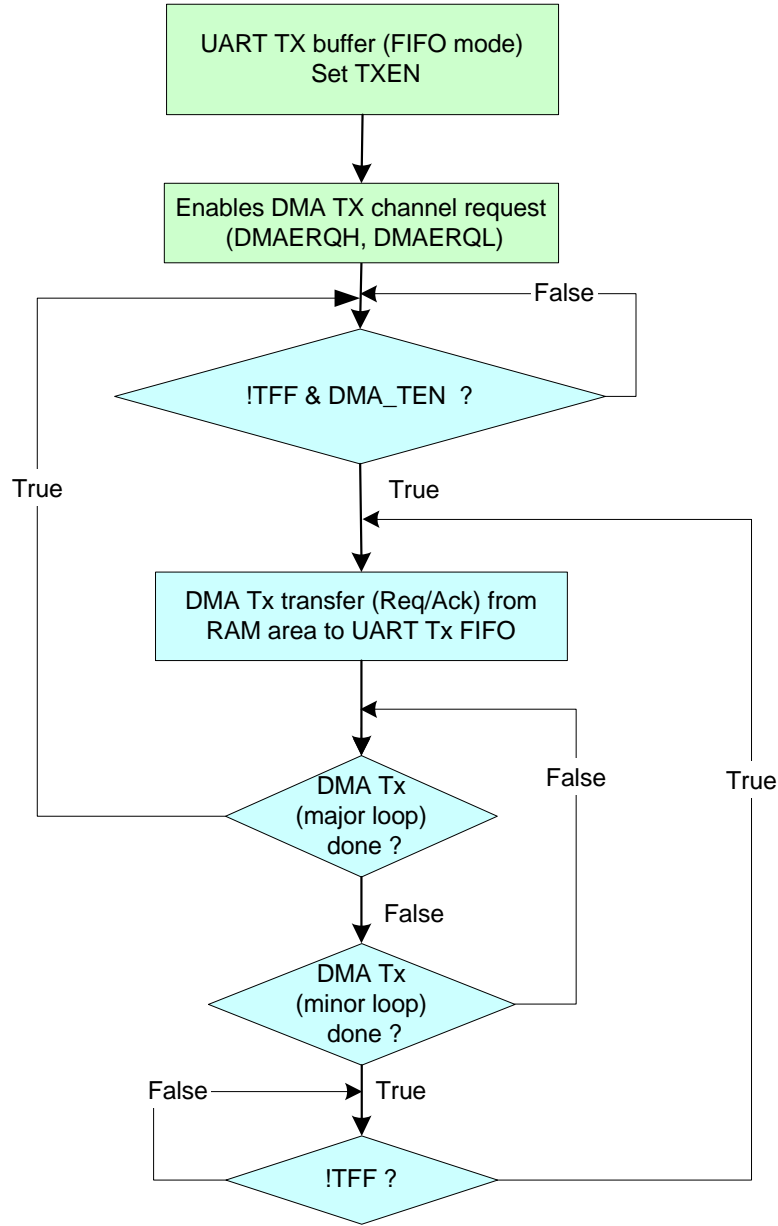 UART TX buffer (FIFO mode)
Set TXEN
Enables DMA TX channel request
(DMAERQH, DMAERQL)
False
!TFF & DMA_TEN ?
True
True
DMA Tx transfer (Req/Ack) from
RAM area to UART Tx FIFO
DMA Tx
(major loop)
done ?
False
True
False
DMA Tx
(minor loop)
done ?
False
True
!TFF ?